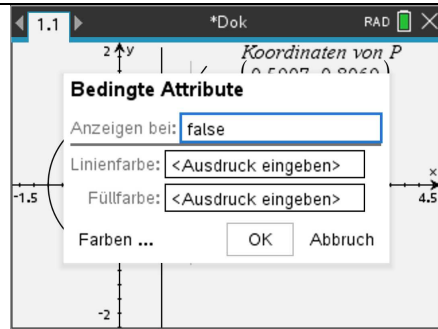 1.1 *Dok RAD
2 y Koordinaten von P
Bedingte Attribute
Anzeigen bei: false
Linienfarbe: <Ausdruck eingeben>
x
-1.5 Füllfarbe: <Ausdruck eingeben> 4.5
Farben ... OK Abbruch
-2